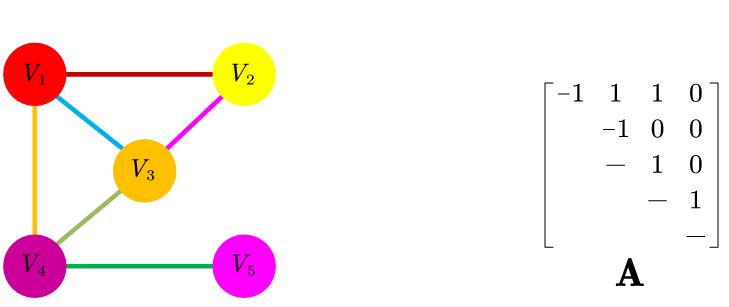 V₁ V₂
V₃
V₄ V₅
–1 1 1 0
–1 0 0
– 1 0
– 1
–
A